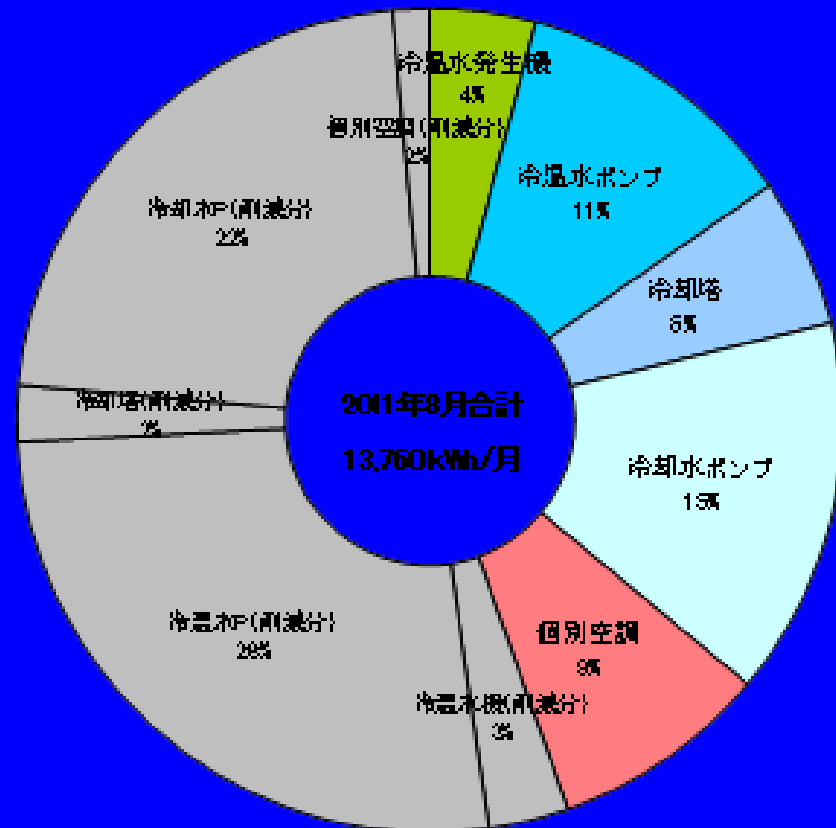 冷温水発生機
4%
個別空調(削減分)
冷温水ポンプ
11%
冷却水P(削減分)
22%
冷却塔
6%
冷却塔(削減分)
2%
2011年8月合計
13,760kWh/月
冷却水ポンプ
15%
冷温水P(削減分)
26%
個別空調
9%
冷温水機(削減分)
3%